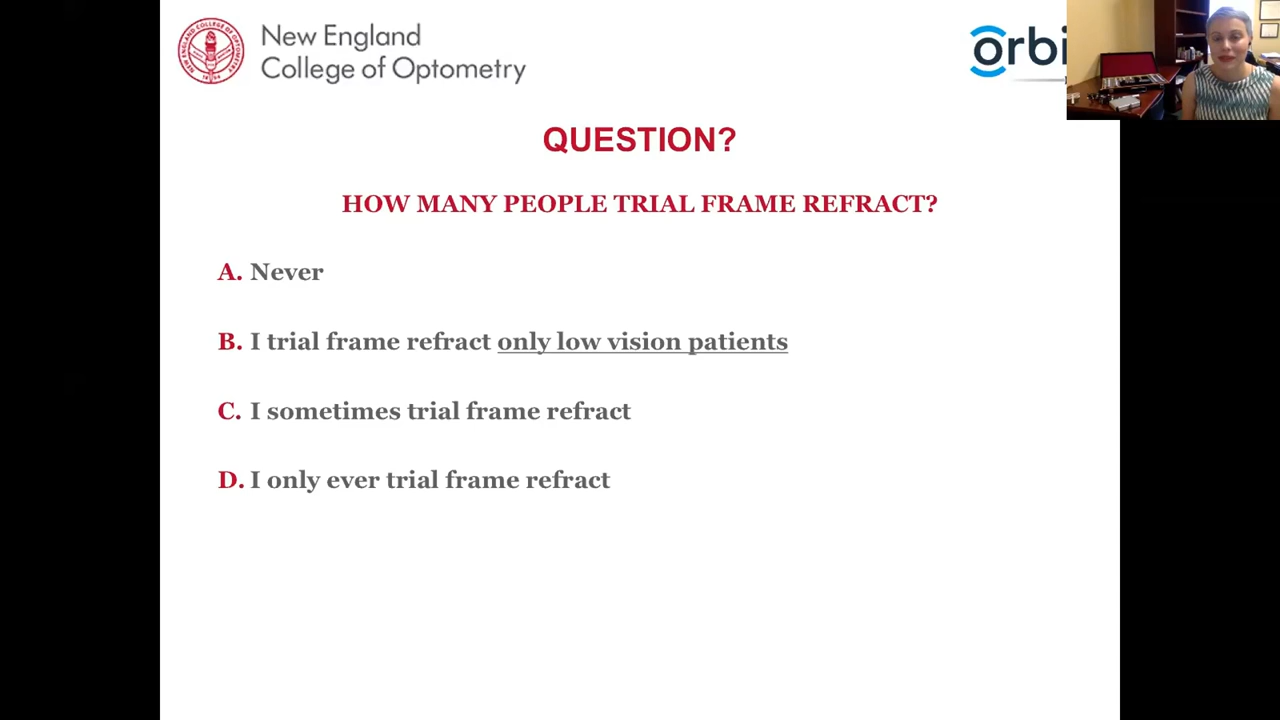 New England
College of Optometry
orbi
QUESTION?
HOW MANY PEOPLE TRIAL FRAME REFRACT?
A. Never
B. I trial frame refract only low vision patients
C. I sometimes trial frame refract
D. I only ever trial frame refract